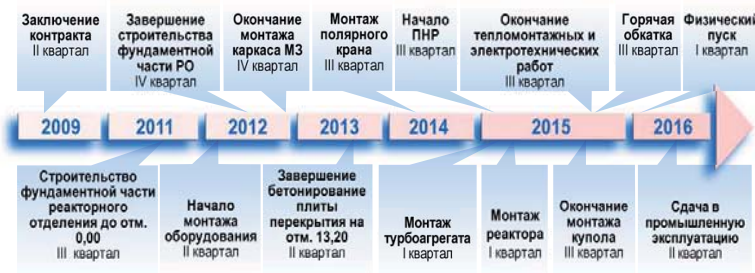 Заключение
контракта
II квартал
Завершение
строительства
фундаментной
части РО
IV квартал
Окончание
монтажа
каркаса МЗ
IV квартал
Монтаж
полярного
крана
III квартал
Начало
ПНР
III квартал
Окончание
тепломонтажных и
электротехнических
работ
III квартал
Горячая
обкатка
III квартал
Физический
пуск
I квартал
2009
2011
2012
2013
2014
2015
2016
Строительство
фундаментной части
реакторного
отделения до отм.
0,00
III квартал
Начало
монтажа
оборудования
II квартал
Завершение
бетонирование
плиты
перекрытия на
отм. 13,20
II квартал
Монтаж
турбоагрегата
I квартал
Монтаж
реактора
I квартал
Окончание
монтажа
купола
III квартал
Сдача в
промышленную
эксплуатацию
II квартал